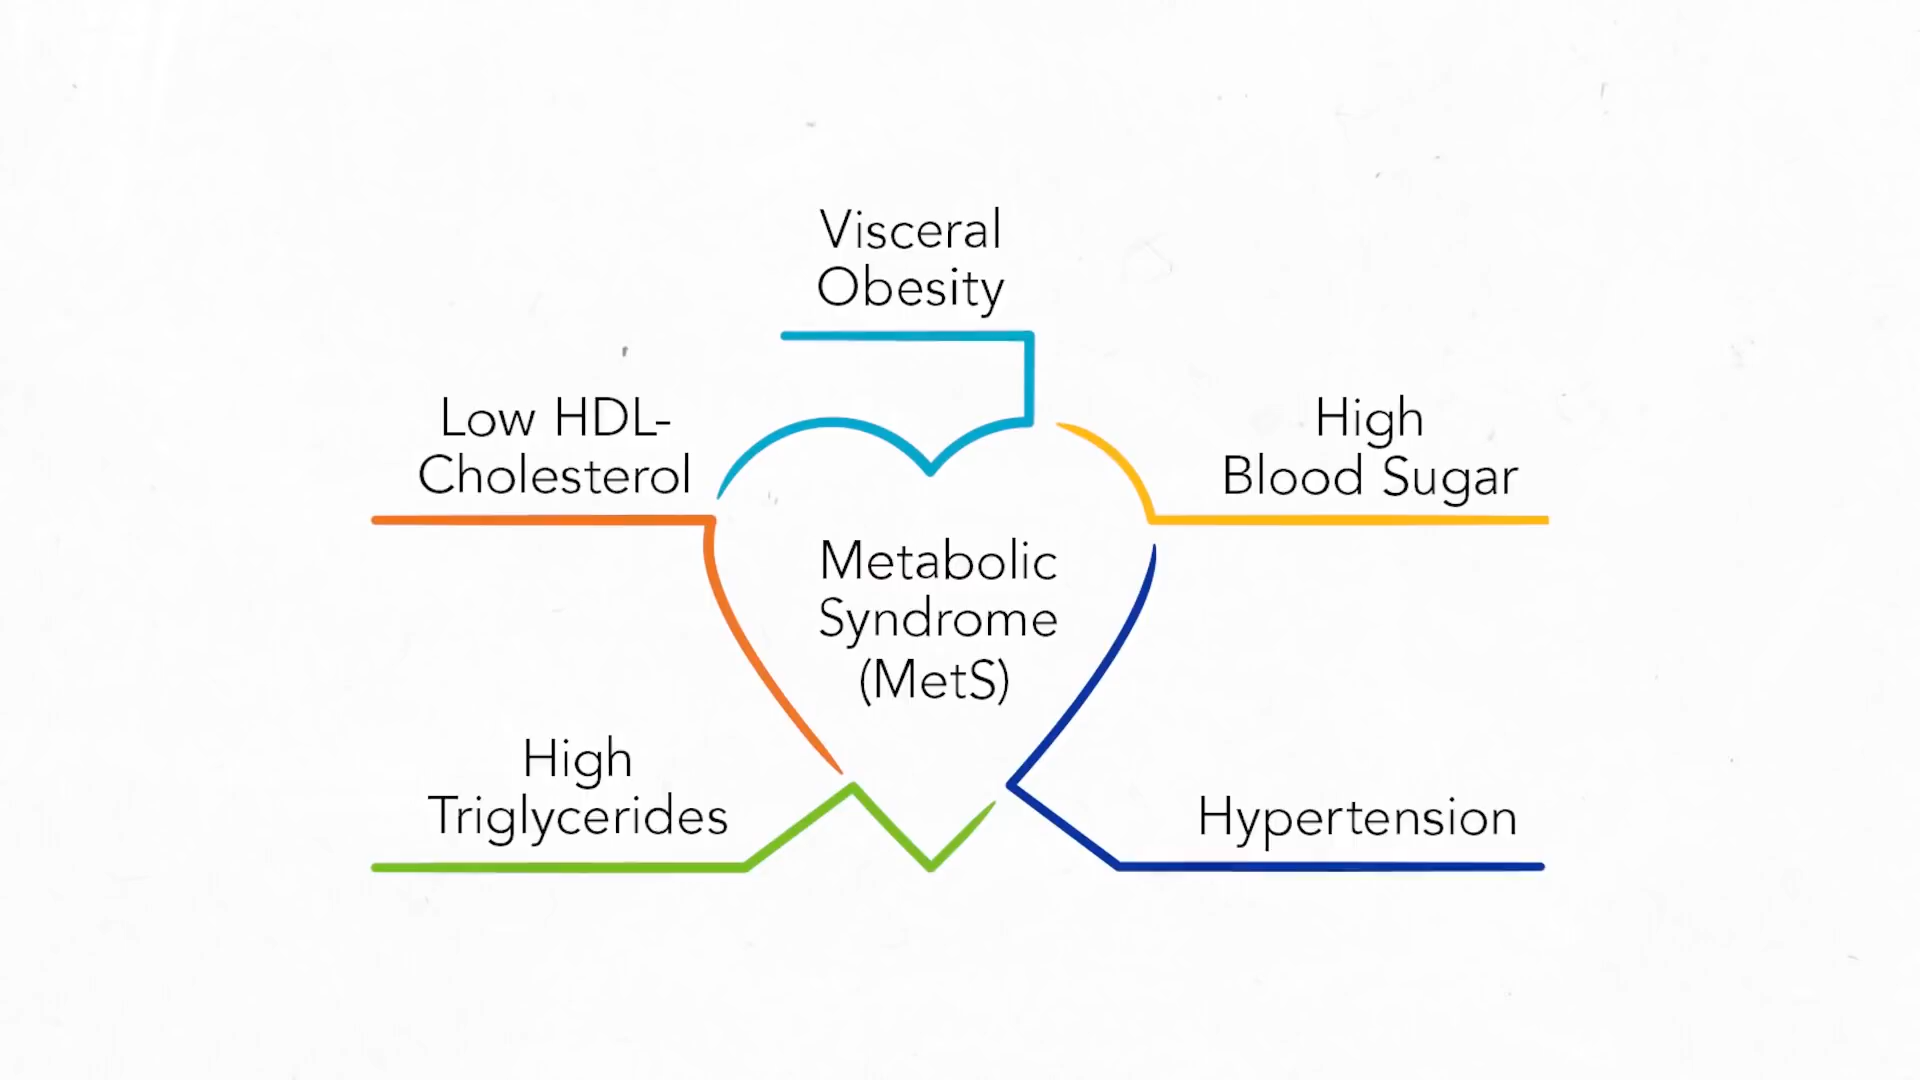 Visceral
Obesity
Low HDL-
Cholesterol
High
Blood Sugar
Metabolic
Syndrome
(MetS)
High
Triglycerides
Hypertension